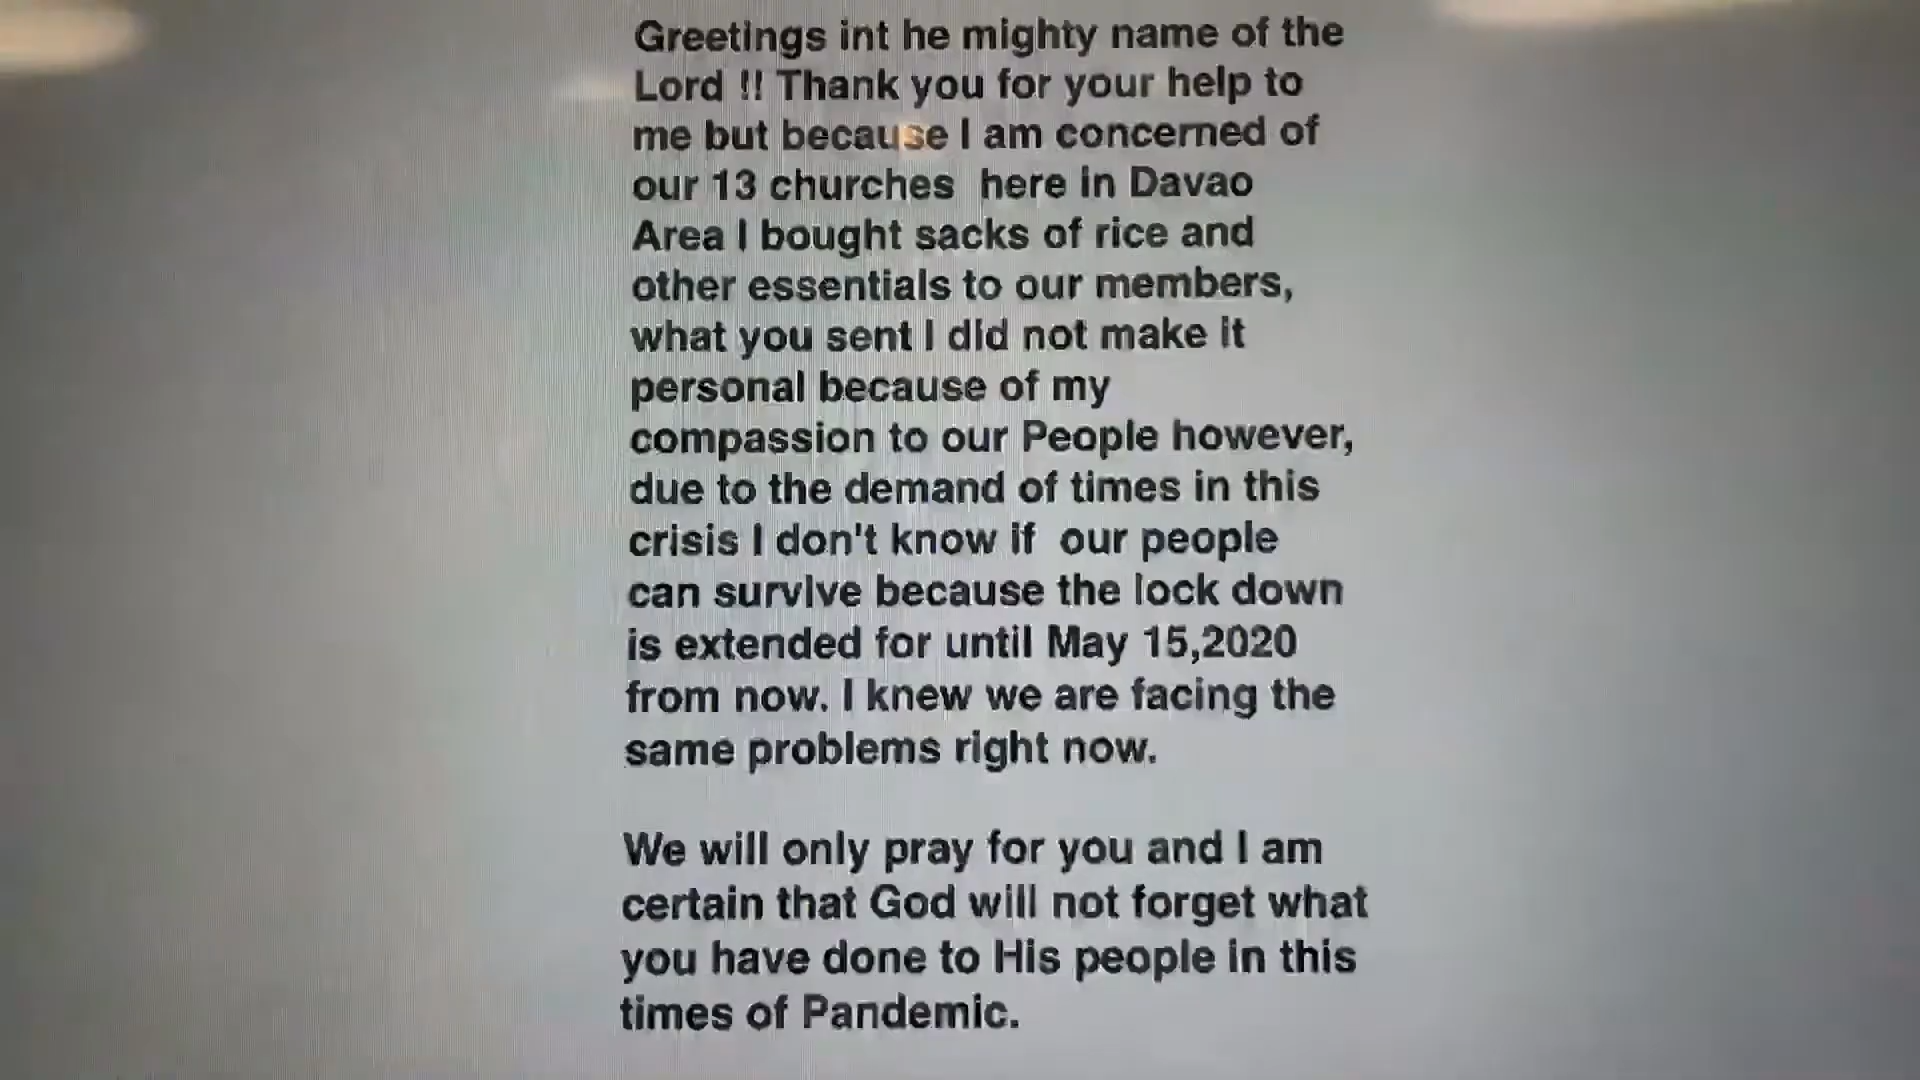 Greetings int he mighty name of the
Lord !! Thank you for your help to
me but because I am concerned of
our 13 churches  here in Davao
Area I bought sacks of rice and
other essentials to our members,
what you sent I did not make it
personal because of my
compassion to our People however,
due to the demand of times in this
crisis I don't know if  our people
can survive because the lock down
is extended for until May 15,2020
from now. I knew we are facing the
same problems right now.
We will only pray for you and I am
certain that God will not forget what
you have done to His people in this
times of Pandemic.